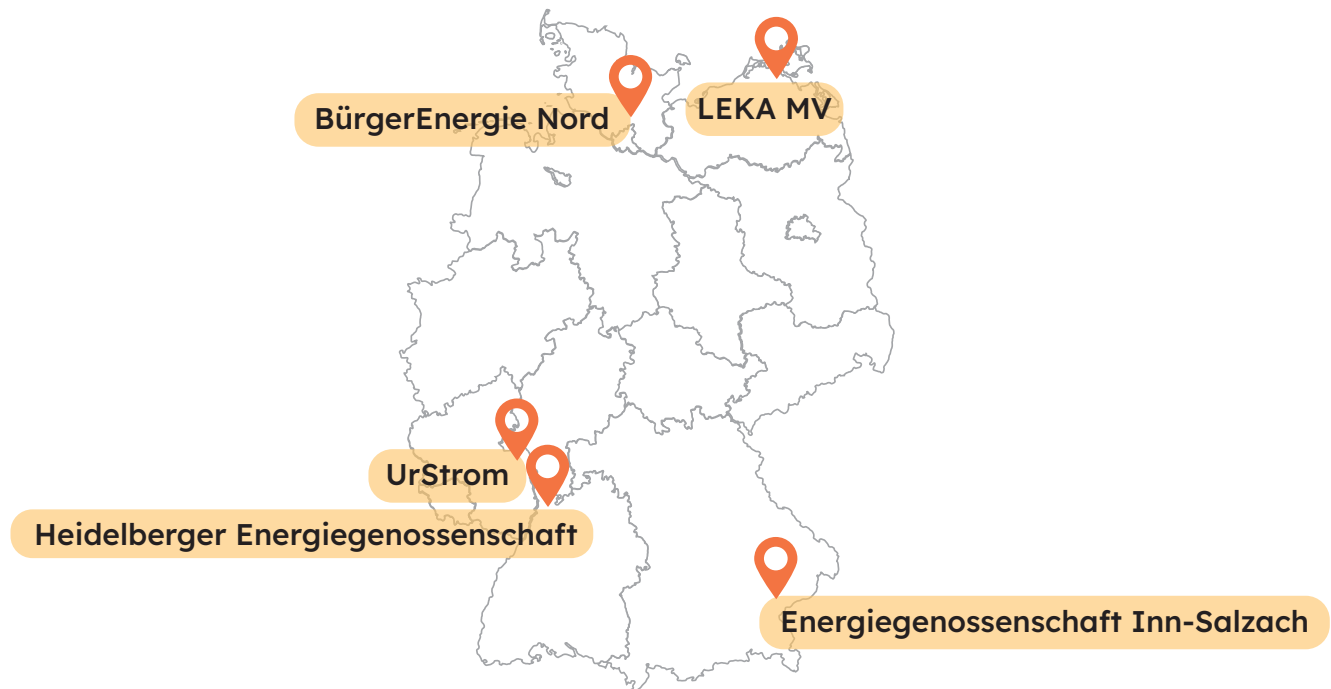 LEKA MV
BürgerEnergie Nord
UrStrom
Heidelberger Energiegenossenschaft
Energiegenossenschaft Inn-Salzach